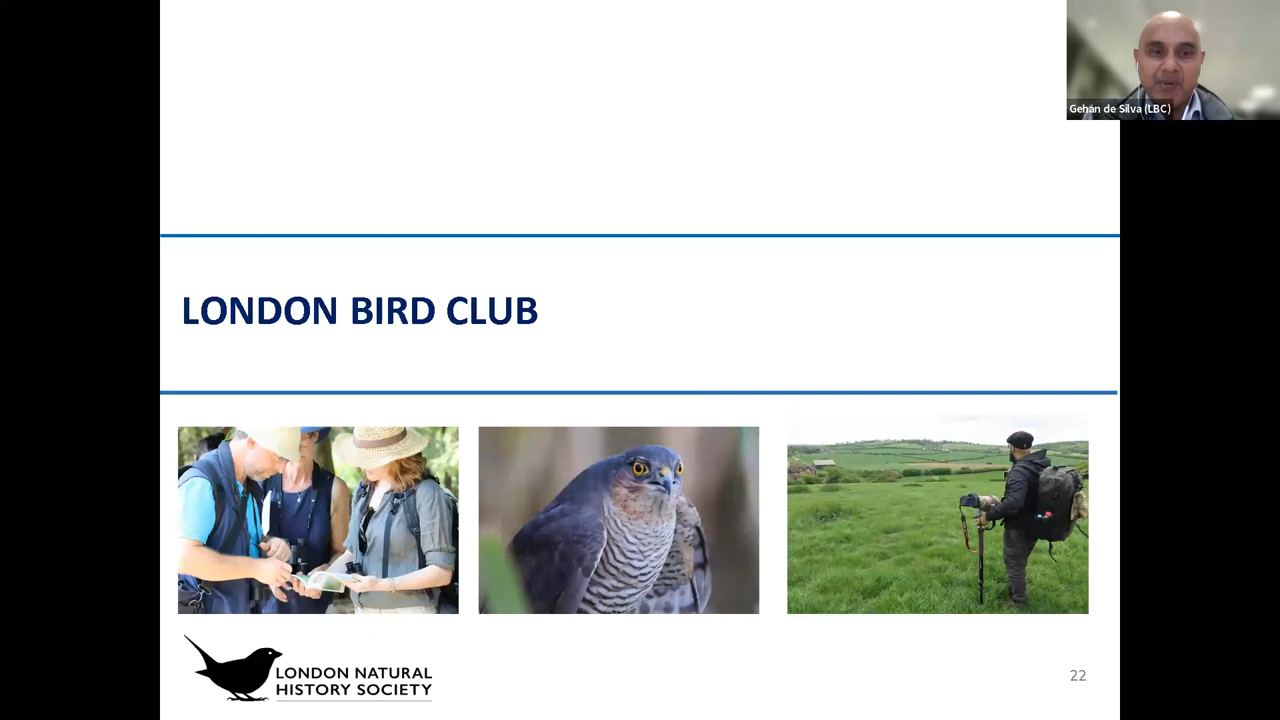 Gehan de Silva (LBC)
LONDON BIRD CLUB
LONDON NATURAL
HISTORY SOCIETY
22